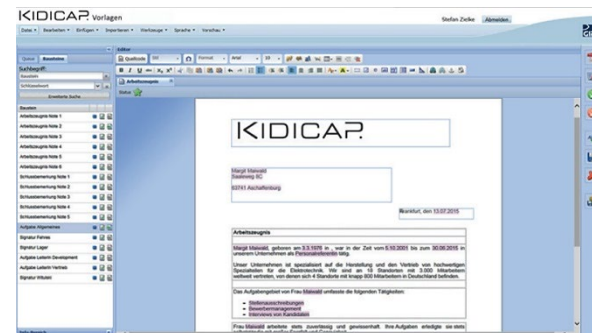 KIDICAP. Vorlagen
Stefan Zielke Abmelden
Datei Bearbeiten Einfügen Importieren Werkzeuge Sprache Vorschau
Editor
Quelle Baustein
Quellcode Stil Format Arial 10
Suchbegriff:
Baustein
B I U
Schlüsselwort
Arbeitszeugnis
Erweiterte Suche
Status
Baustein
Arbeitszeugnis Note 1
Arbeitszeugnis Note 2
Arbeitszeugnis Note 3
Arbeitszeugnis Note 4
Arbeitszeugnis Note 5
Arbeitszeugnis Note 6
Schlussbemerkung Note 1
Schlussbemerkung Note 2
Schlussbemerkung Note 3
Schlussbemerkung Note 4
Schlussbemerkung Note 5
Aufgabe Allgemeines
Signatur Lager
Aufgabe Leiterin Development
Aufgabe Leiterin Vertrieb
KIDICAP.
Margit Maiwald
63741 Aschaffenburg
Frankfurt, den 13.07.2015
Arbeitszeugnis
Margit Maiwald, geboren am 3.3.1976 in , war in der Zeit vom 5.10.2001 bis zum 30.06.2015 in
unserem Unternehmen als Personalreferentin tätig.
Unser Unternehmen ist spezialisiert auf die Herstellung und den Vertrieb von hochwertigen
Spezialteilen für die Elektrotechnik. Wir sind an 19 Standorten mit 3.000 Mitarbeitern
weltweit vertreten, von denen sich 4 Standorte mit knapp 800 Mitarbeitern in Deutschland befinden.
Das Aufgabengebiet von Frau Maiwald umfasste die folgenden Tätigkeiten:
Stellenausschreibungen
Bewerbermanagement
Interviews von Kandidaten
Frau Maiwald arbeitete stets zuverlässig und gewissenhaft. Ihre Aufgaben erledigte sie stets